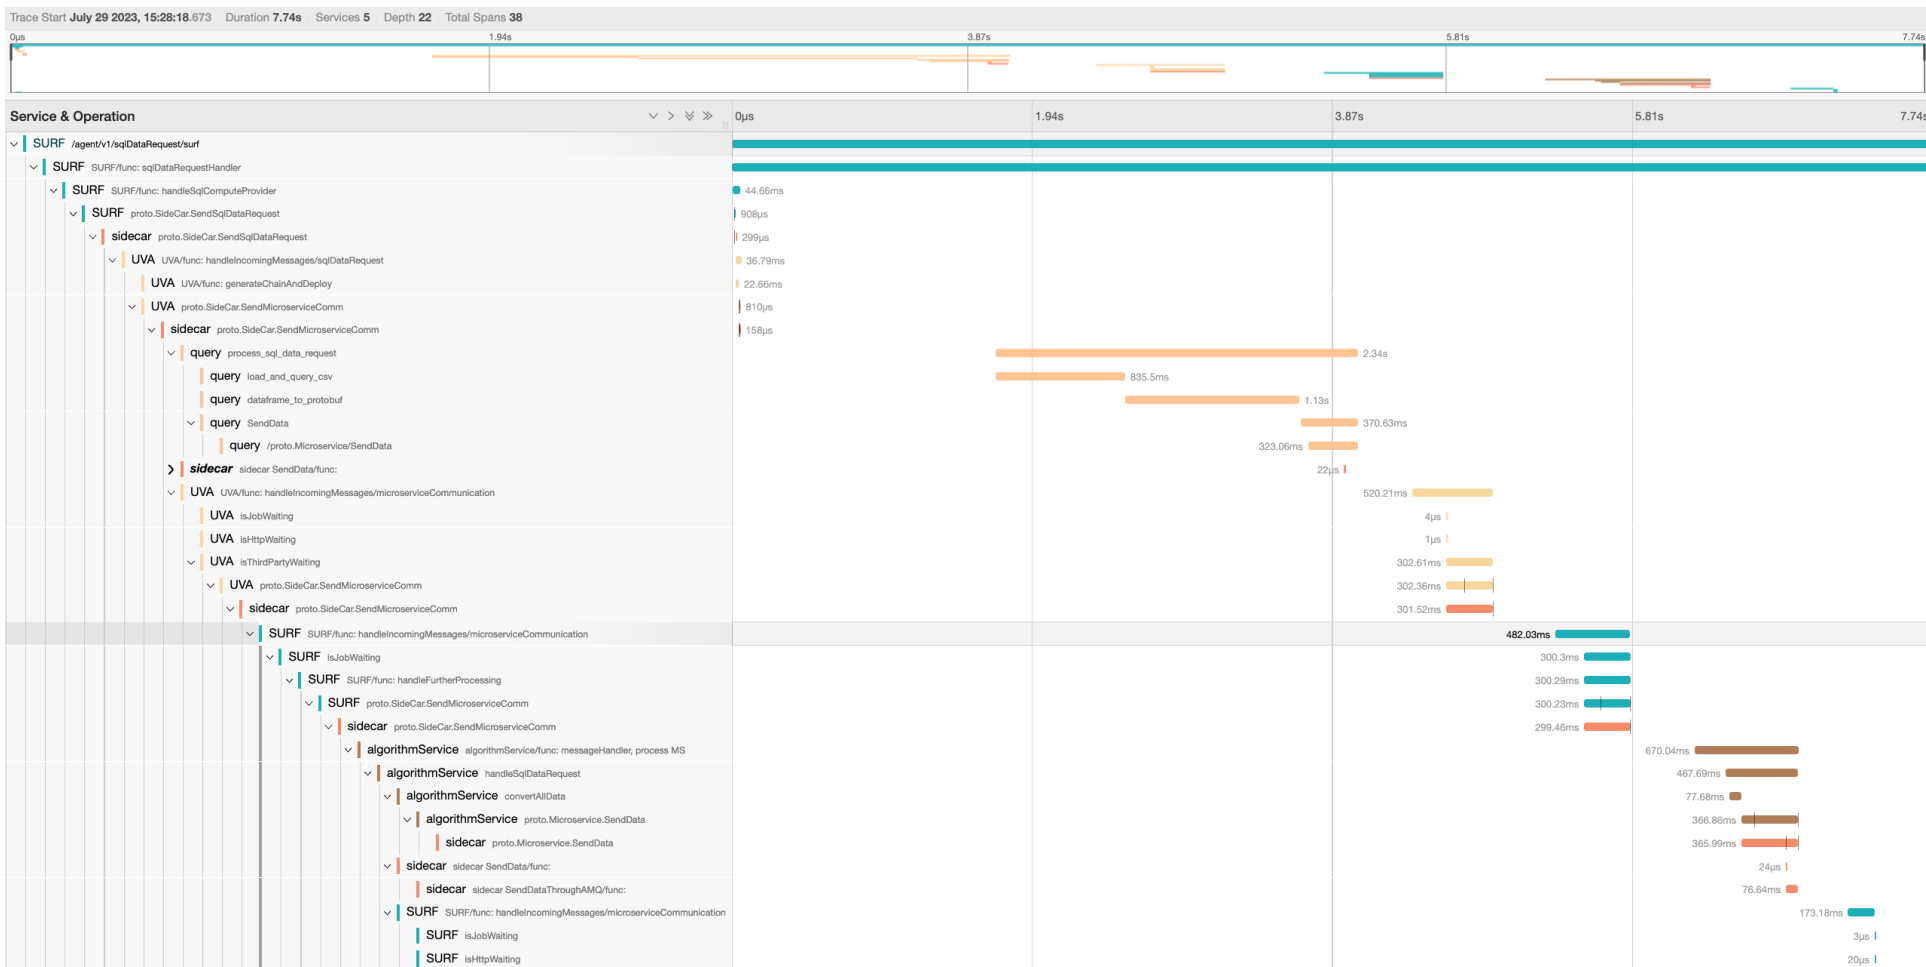 Trace Start July 29 2023, 15:28:18.673 Duration 7.74s Services 5 Depth 22 Total Spans 38
0μs 1.94s 3.87s 5.81s 7.74s
Service & Operation 0μs 1.94s 3.87s 5.81s 7.74s
SURF /agent/v1/sqlDataRequest/surf
SURF SURF/func: sqlDataRequestHandler
SURF SURF/func: handleSqlComputeProvider 44.66ms
SURF proto.SideCar.SendSqlDataRequest 908μs
sidecar proto.SideCar.SendSqlDataRequest 299μs
UVA UVA/func: handleIncomingMessages/sqlDataRequest 36.79ms
UVA UVA/func: generateChainAndDeploy 22.66ms
UVA proto.SideCar.SendMicroserviceComm 810μs
sidecar proto.SideCar.SendMicroserviceComm 158μs
query process_sql_data_request 2.34s
query load_and_query_csv 835.5ms
query dataframe_to_protobuf 1.13s
query SendData 370.63ms
query /proto.Microservice/SendData 323.06ms
sidecar sidecar SendData/func: 22μs
UVA UVA/func: handleIncomingMessages/microserviceCommunication 520.21ms
UVA isJobWaiting 4μs
UVA isHttpWaiting 1μs
UVA isThirdPartyWaiting 302.61ms
UVA proto.SideCar.SendMicroserviceComm 302.36ms
sidecar proto.SideCar.SendMicroserviceComm 301.52ms
SURF SURF/func: handleIncomingMessages/microserviceCommunication 482.03ms
SURF isJobWaiting 300.3ms
SURF SURF/func: handleFurtherProcessing 300.29ms
SURF proto.SideCar.SendMicroserviceComm 300.23ms
sidecar proto.SideCar.SendMicroserviceComm 299.46ms
algorithmService algorithmService/func: messageHandler, process MS 670.04ms
algorithmService handleSqlDataRequest 467.69ms
algorithmService convertAllData 77.68ms
algorithmService proto.Microservice.SendData 366.86ms
sidecar proto.Microservice.SendData 365.99ms
sidecar sidecar SendData/func: 24μs
sidecar sidecar SendDataThroughAMQ/func: 76.64ms
SURF SURF/func: handleIncomingMessages/microserviceCommunication 173.18ms
SURF isJobWaiting 3μs
SURF isHttpWaiting 20μs